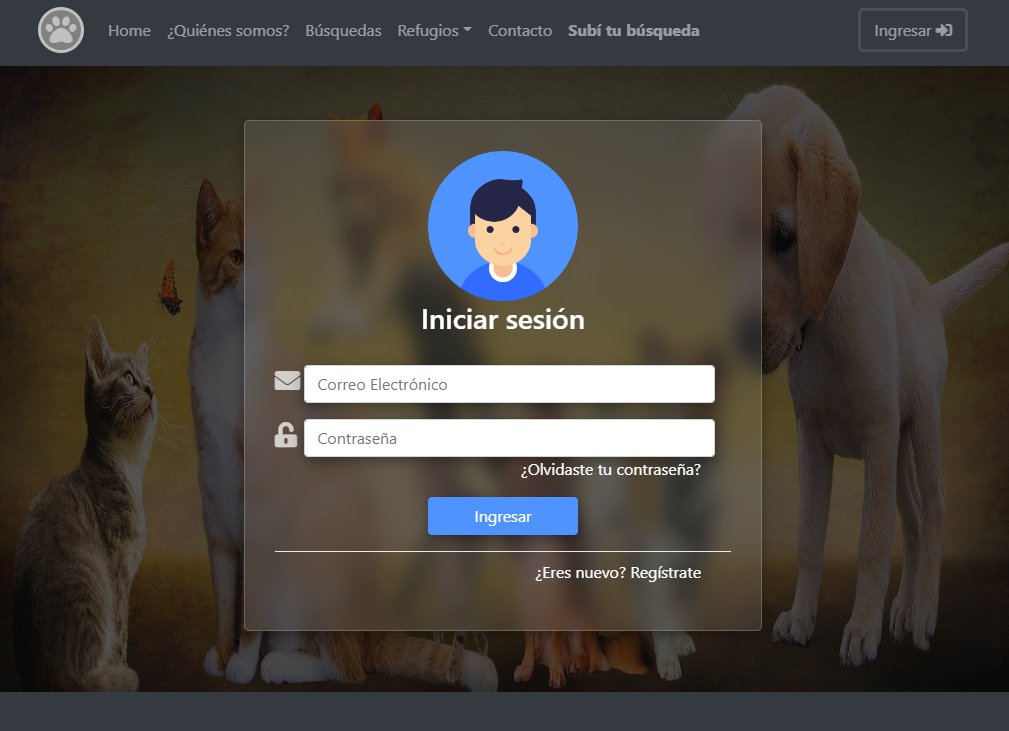 Home ¿Quiénes somos? Búsquedas Refugios Contacto Subí tu búsqueda Ingresar
Iniciar sesión
Correo Electrónico
Contraseña
¿Olvidaste tu contraseña?
Ingresar
¿Eres nuevo? Regístrate